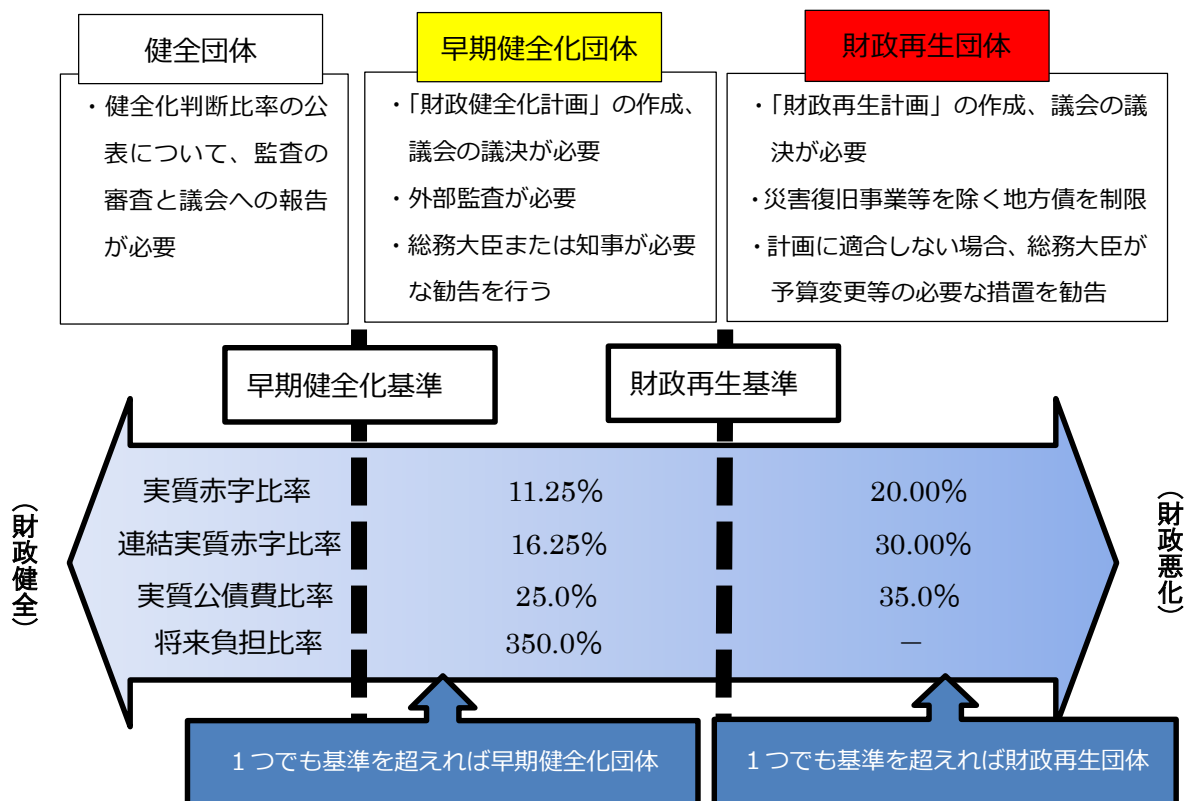 健全団体
・健全化判断比率の公
表について、監査の
審査と議会への報告
が必要
早期健全化団体
・「財政健全化計画」の作成、
議会の議決が必要
・外部監査が必要
・総務大臣または知事が必要
な勧告を行う
財政再生団体
・「財政再生計画」の作成、議会の議
決が必要
・災害復旧事業等を除く地方債を制限
・計画に適合しない場合、総務大臣が
予算変更等の必要な措置を勧告
早期健全化基準
財政再生基準
（財政健全）
実質赤字比率 11.25% 20.00%
連結実質赤字比率 16.25% 30.00%
実質公債費比率 25.0% 35.0%
将来負担比率 350.0% －
（財政悪化）
１つでも基準を超えれば早期健全化団体
１つでも基準を超えれば財政再生団体